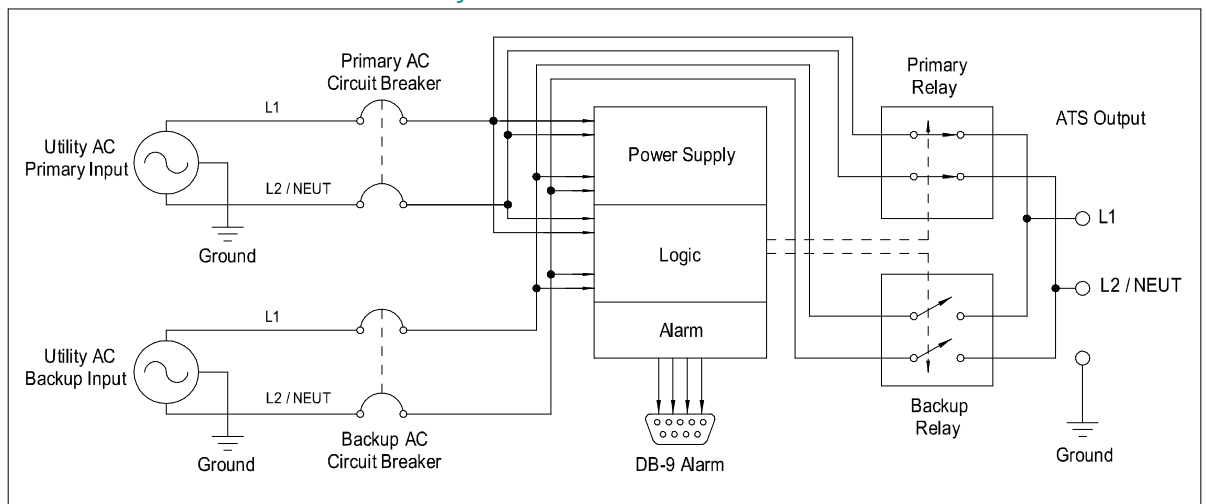 Primary AC
Circuit Breaker
L1
Utility AC
Primary Input
L2 / NEUT
Ground
Power Supply
Logic
Alarm
Primary
Relay
ATS Output
L1
L2 / NEUT
L1
Utility AC
Backup Input
L2 / NEUT
Ground
Backup AC
Circuit Breaker
DB-9 Alarm
Backup
Relay
Ground